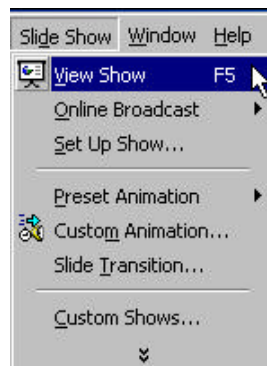 Slide Show Window Help
View Show F5
Online Broadcast
Set Up Show...
Preset Animation
Custom Animation...
Slide Transition...
Custom Shows...